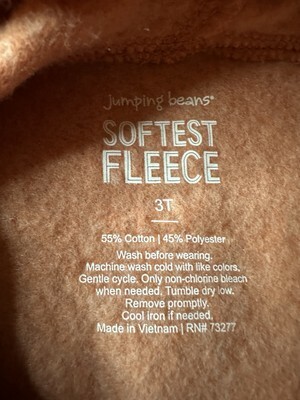 jumping beans®
SOFTEST
FLEECE
3T
55% Cotton | 45% Polyester
Wash before wearing.
Machine wash cold with like colors.
Gentle cycle. Only non-chlorine bleach
when needed. Tumble dry low.
Remove promptly.
Cool iron if needed.
Made in Vietnam | RN# 73277